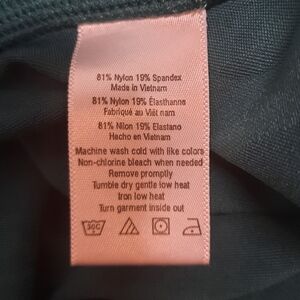 81% Nylon 19% Spandex
Made in Vietnam
81% Nylon 19% Élasthanne
Fabriqué au Viêt nam
81% Nilon 19% Elastano
Hecho en Vietnam
Machine wash cold with like colors
Non-chlorine bleach when needed
Remove promptly
Tumble dry gentle low heat
Iron low heat
Turn garment inside out
30C